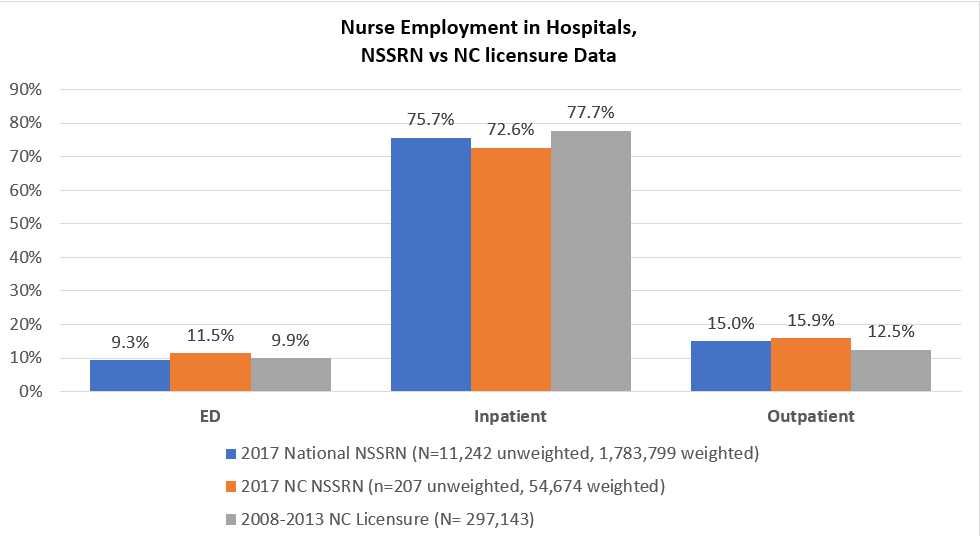 Nurse Employment in Hospitals,
NSSRN vs NC licensure Data
90%
80%
70%
60%
50%
40%
30%
20%
10%
0%
9.3%
11.5%
9.9%
75.7%
72.6%
77.7%
15.0%
15.9%
12.5%
ED
Inpatient
Outpatient
2017 National NSSRN (N=11,242 unweighted, 1,783,799 weighted)
2017 NC NSSRN (n=207 unweighted, 54,674 weighted)
2008-2013 NC Licensure (N= 297,143)